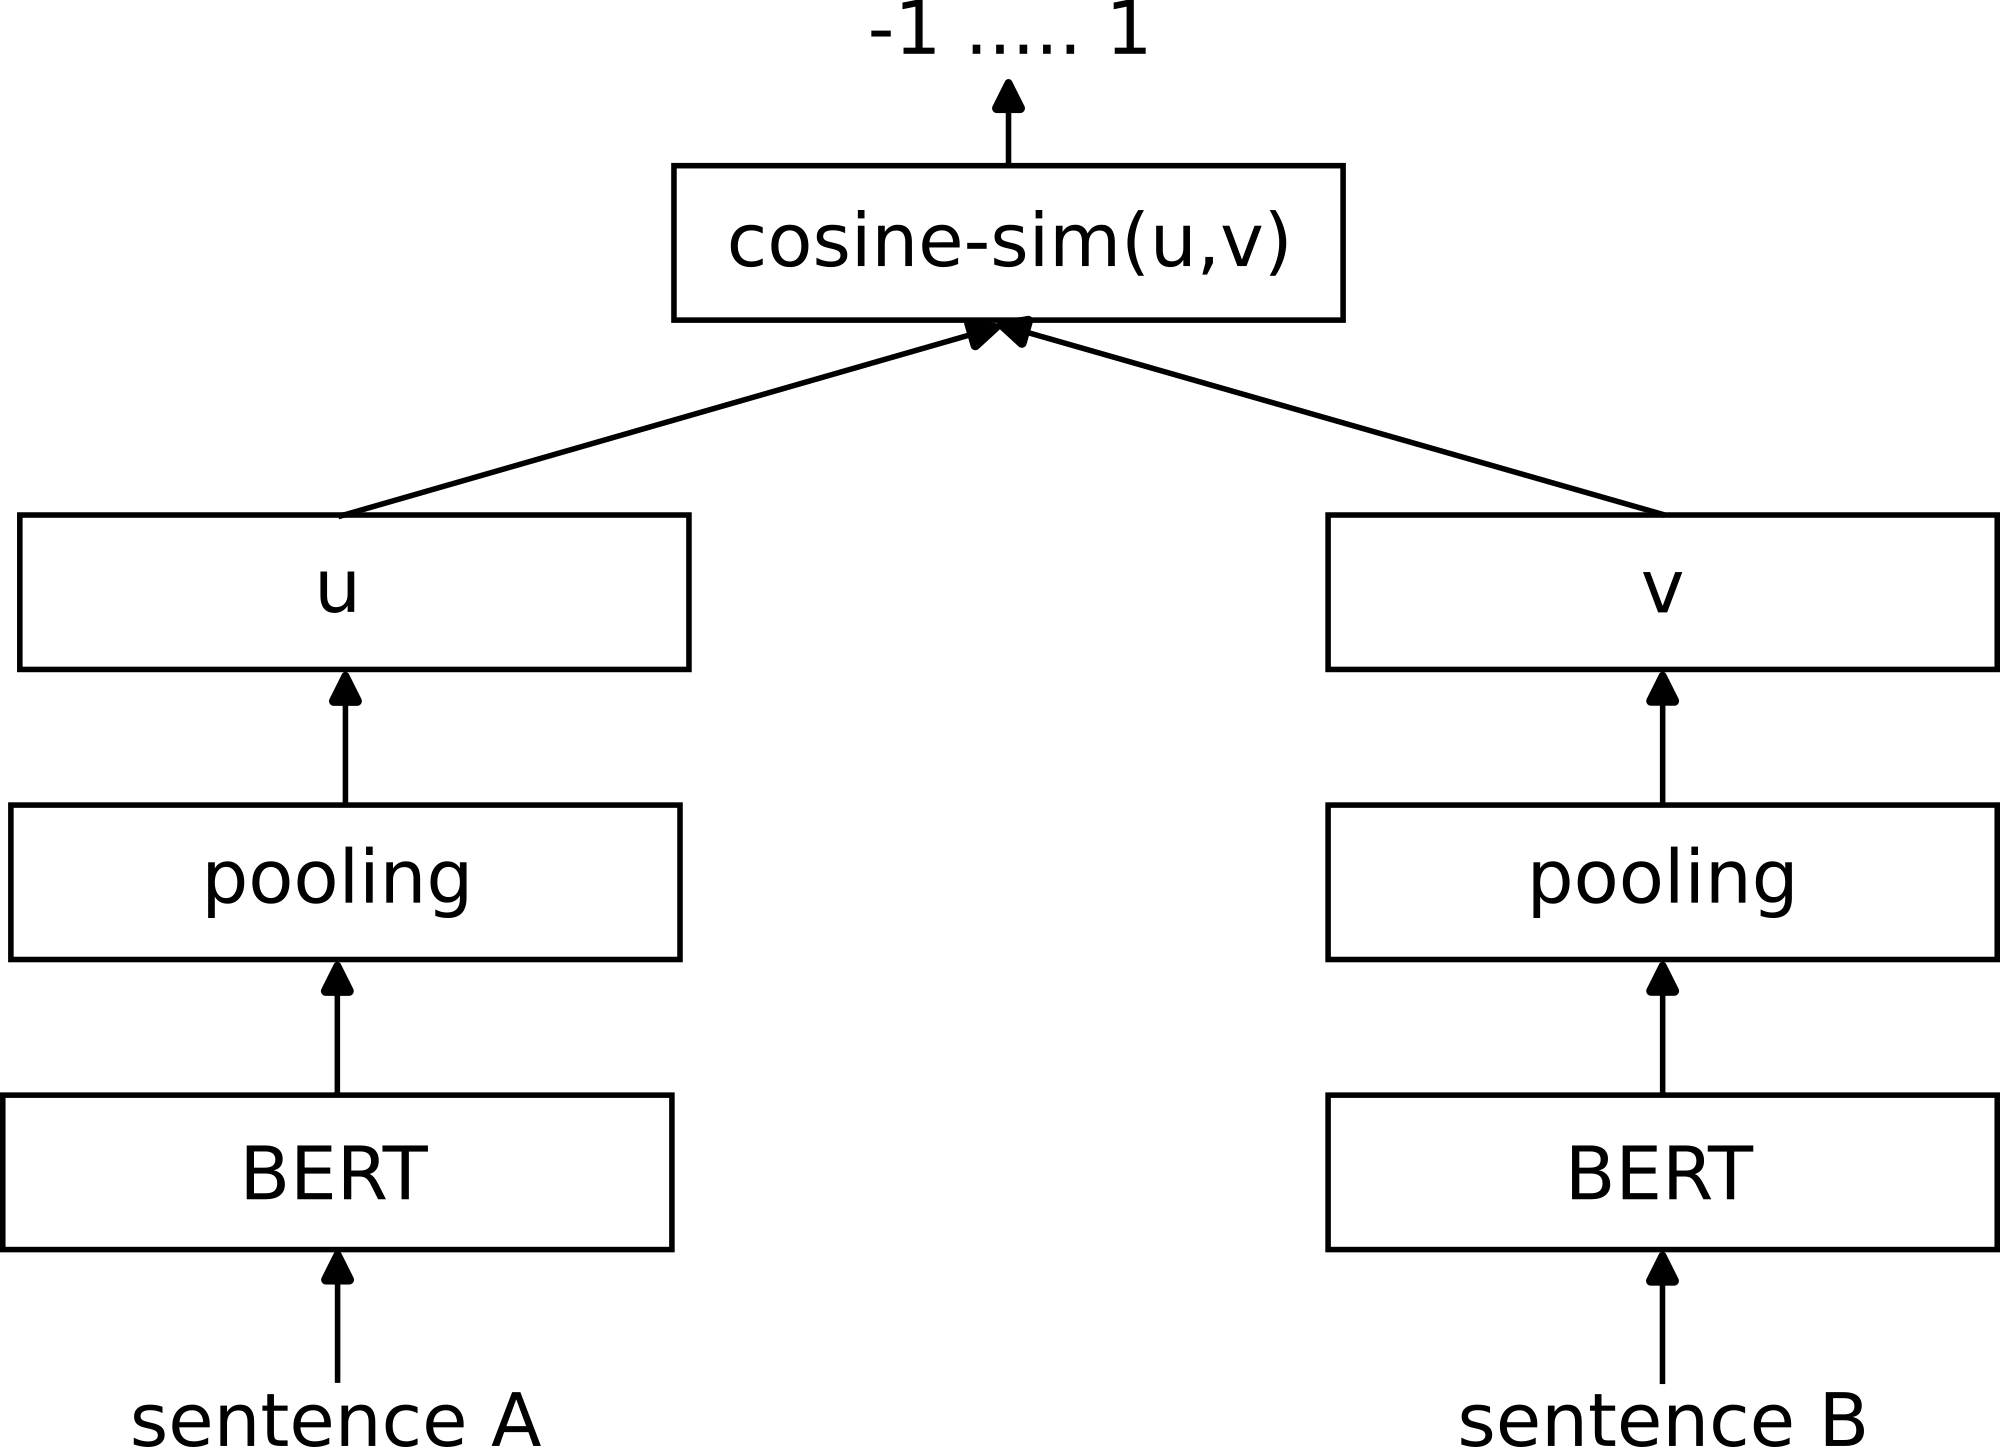 -1 ..... 1
cosine-sim(u,v)
u
v
pooling
pooling
BERT
BERT
sentence A
sentence B